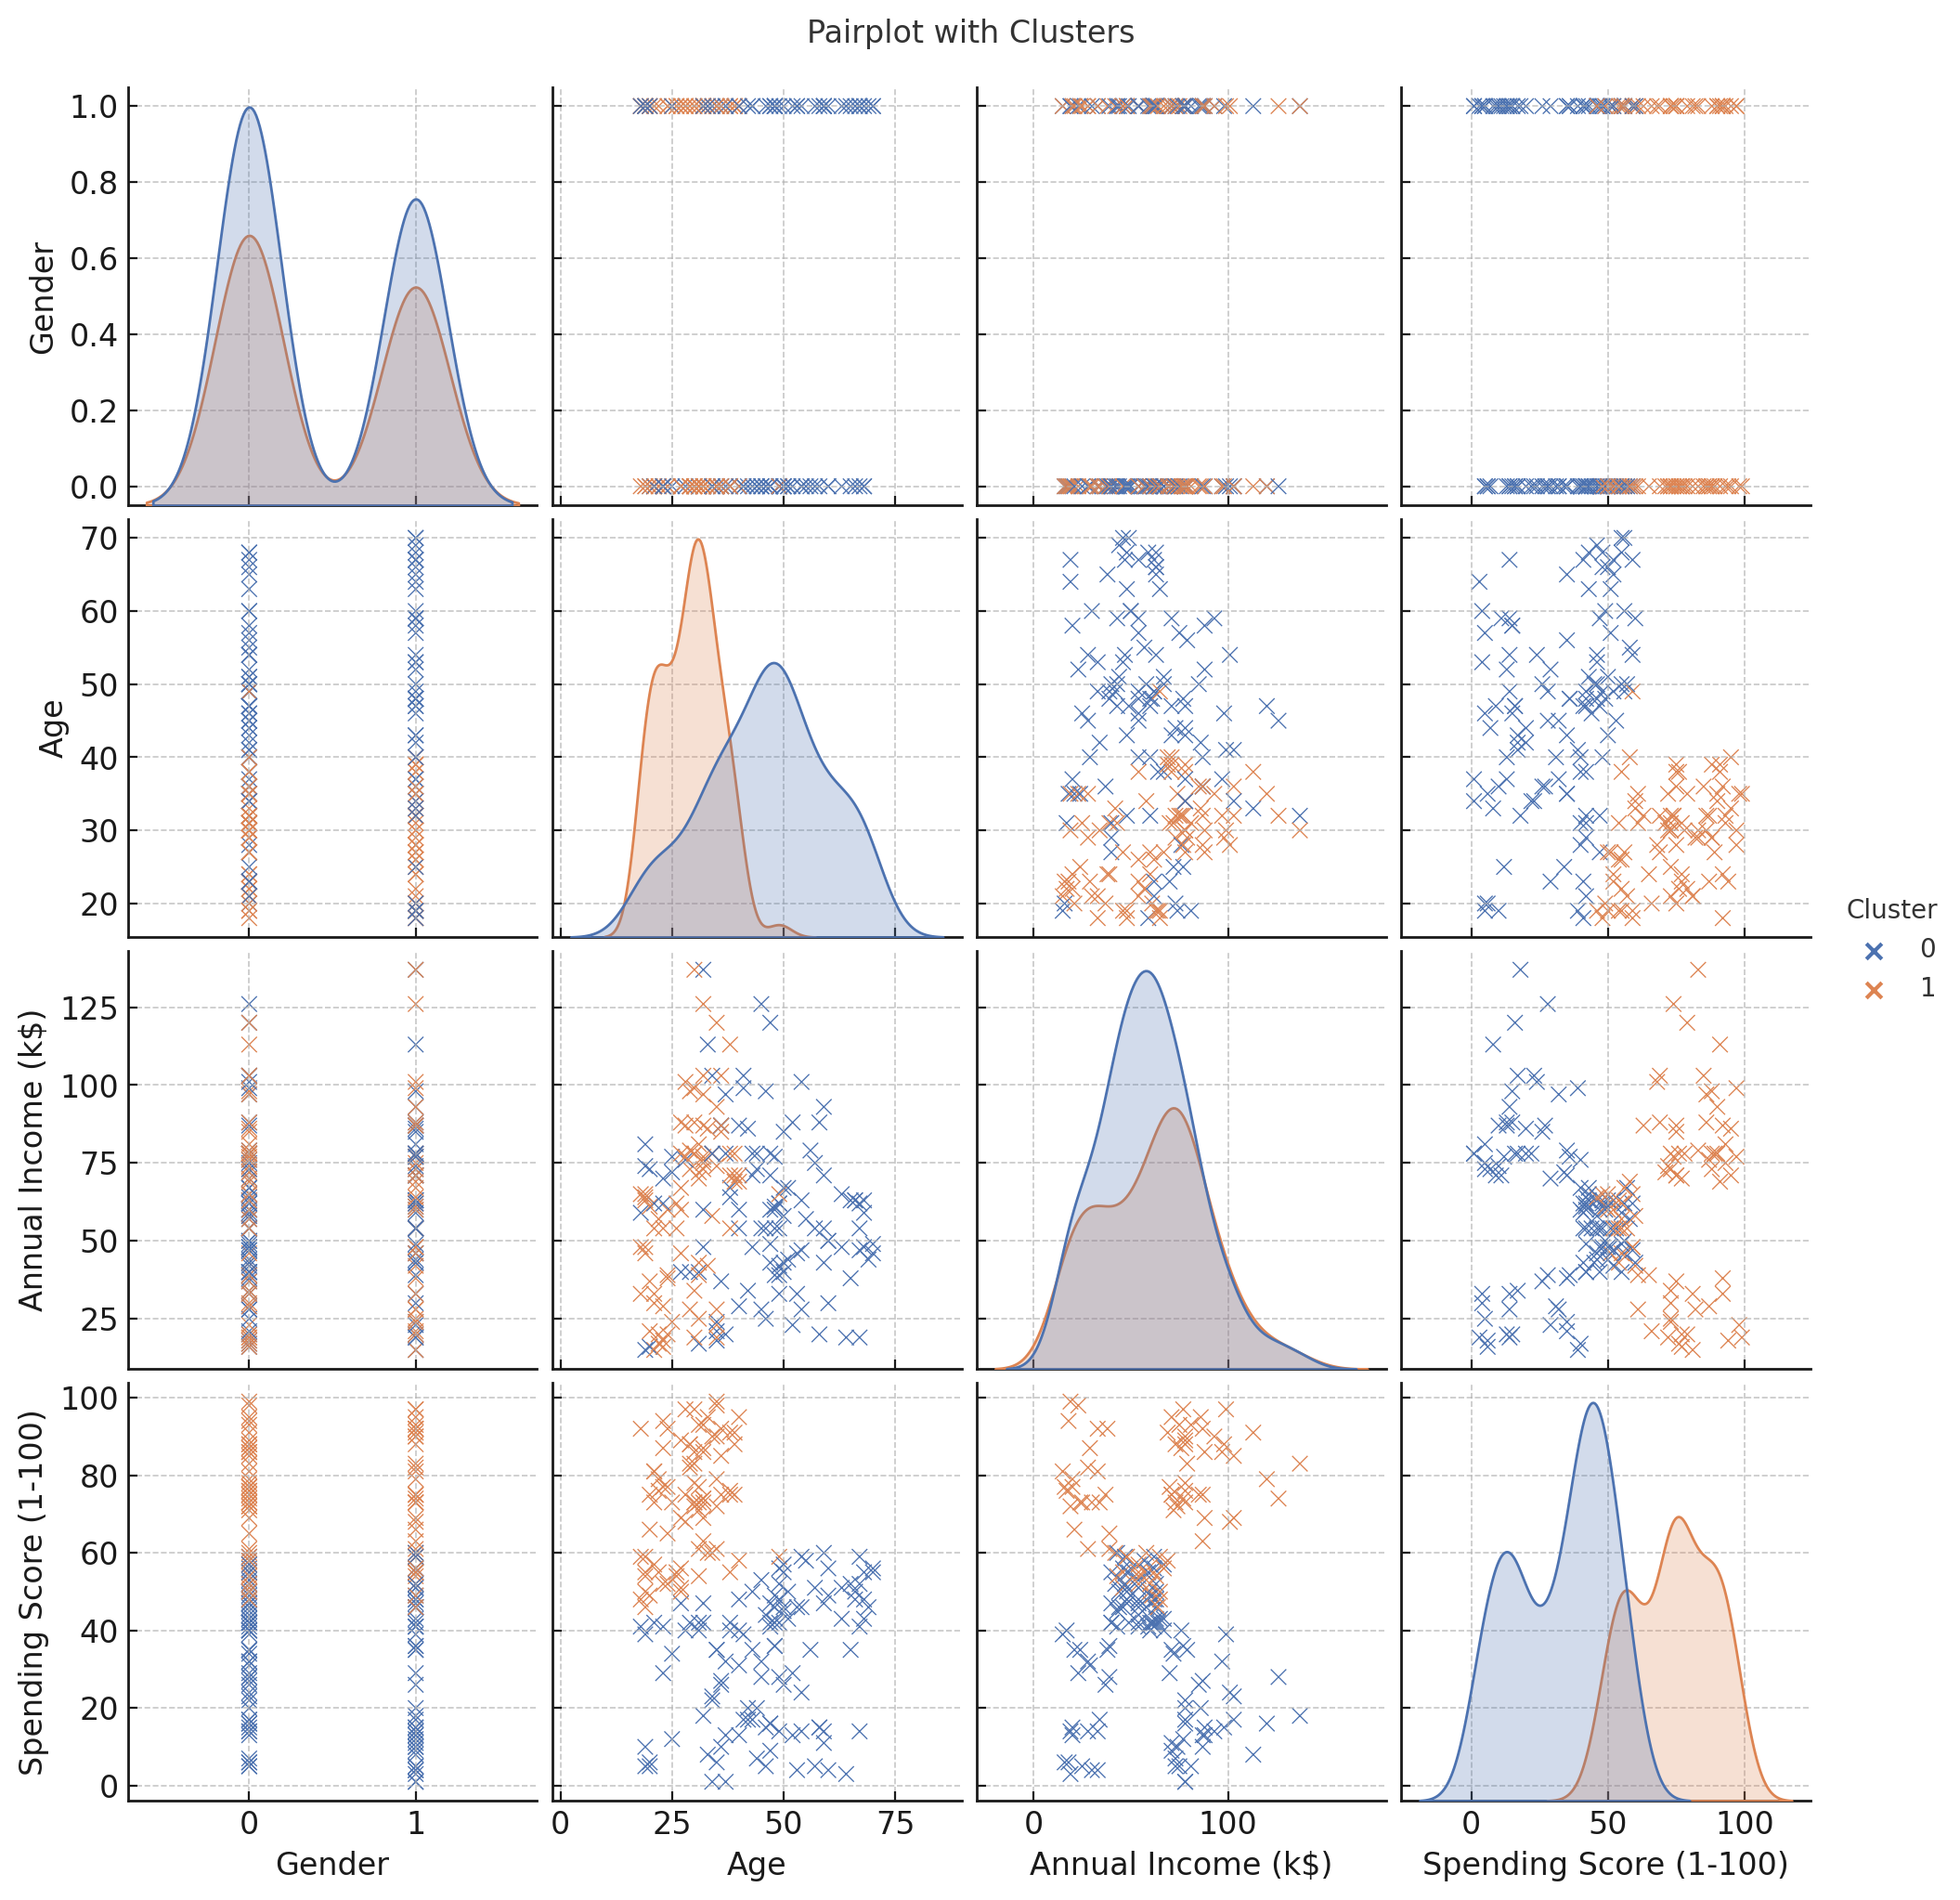 Pairplot with Clusters
1.0
0.8
0.6
0.4
0.2
0.0
Gender
70
60
50
40
30
20
Age
Cluster
0
1
125
100
75
50
25
Annual Income (k$)
100
80
60
40
20
0
Spending Score (1-100)
0 1
0 25 50 75
0 100
0 50 100
Gender
Age
Annual Income (k$)
Spending Score (1-100)